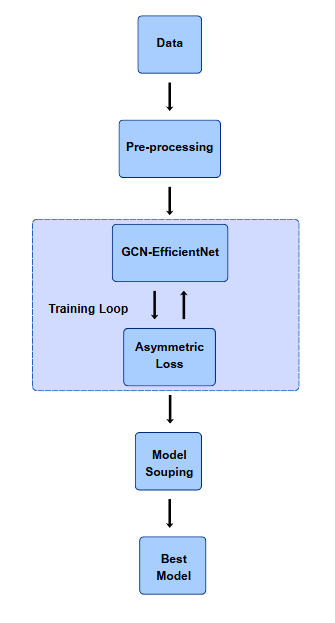 Data
Pre-processing
GCN-EfficientNet
Training Loop
Asymmetric
Loss
Model
Souping
Best
Model